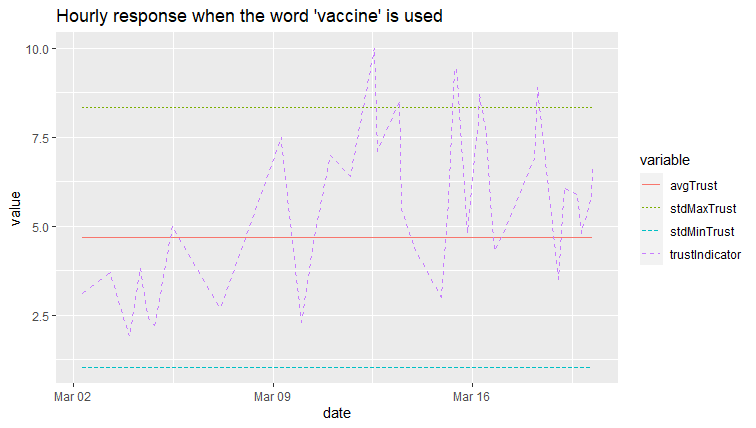 Hourly response when the word 'vaccine' is used
10.0
7.5
5.0
2.5
value
Mar 02
Mar 09
Mar 16
date
variable
avgTrust
stdMaxTrust
stdMinTrust
trustIndicator